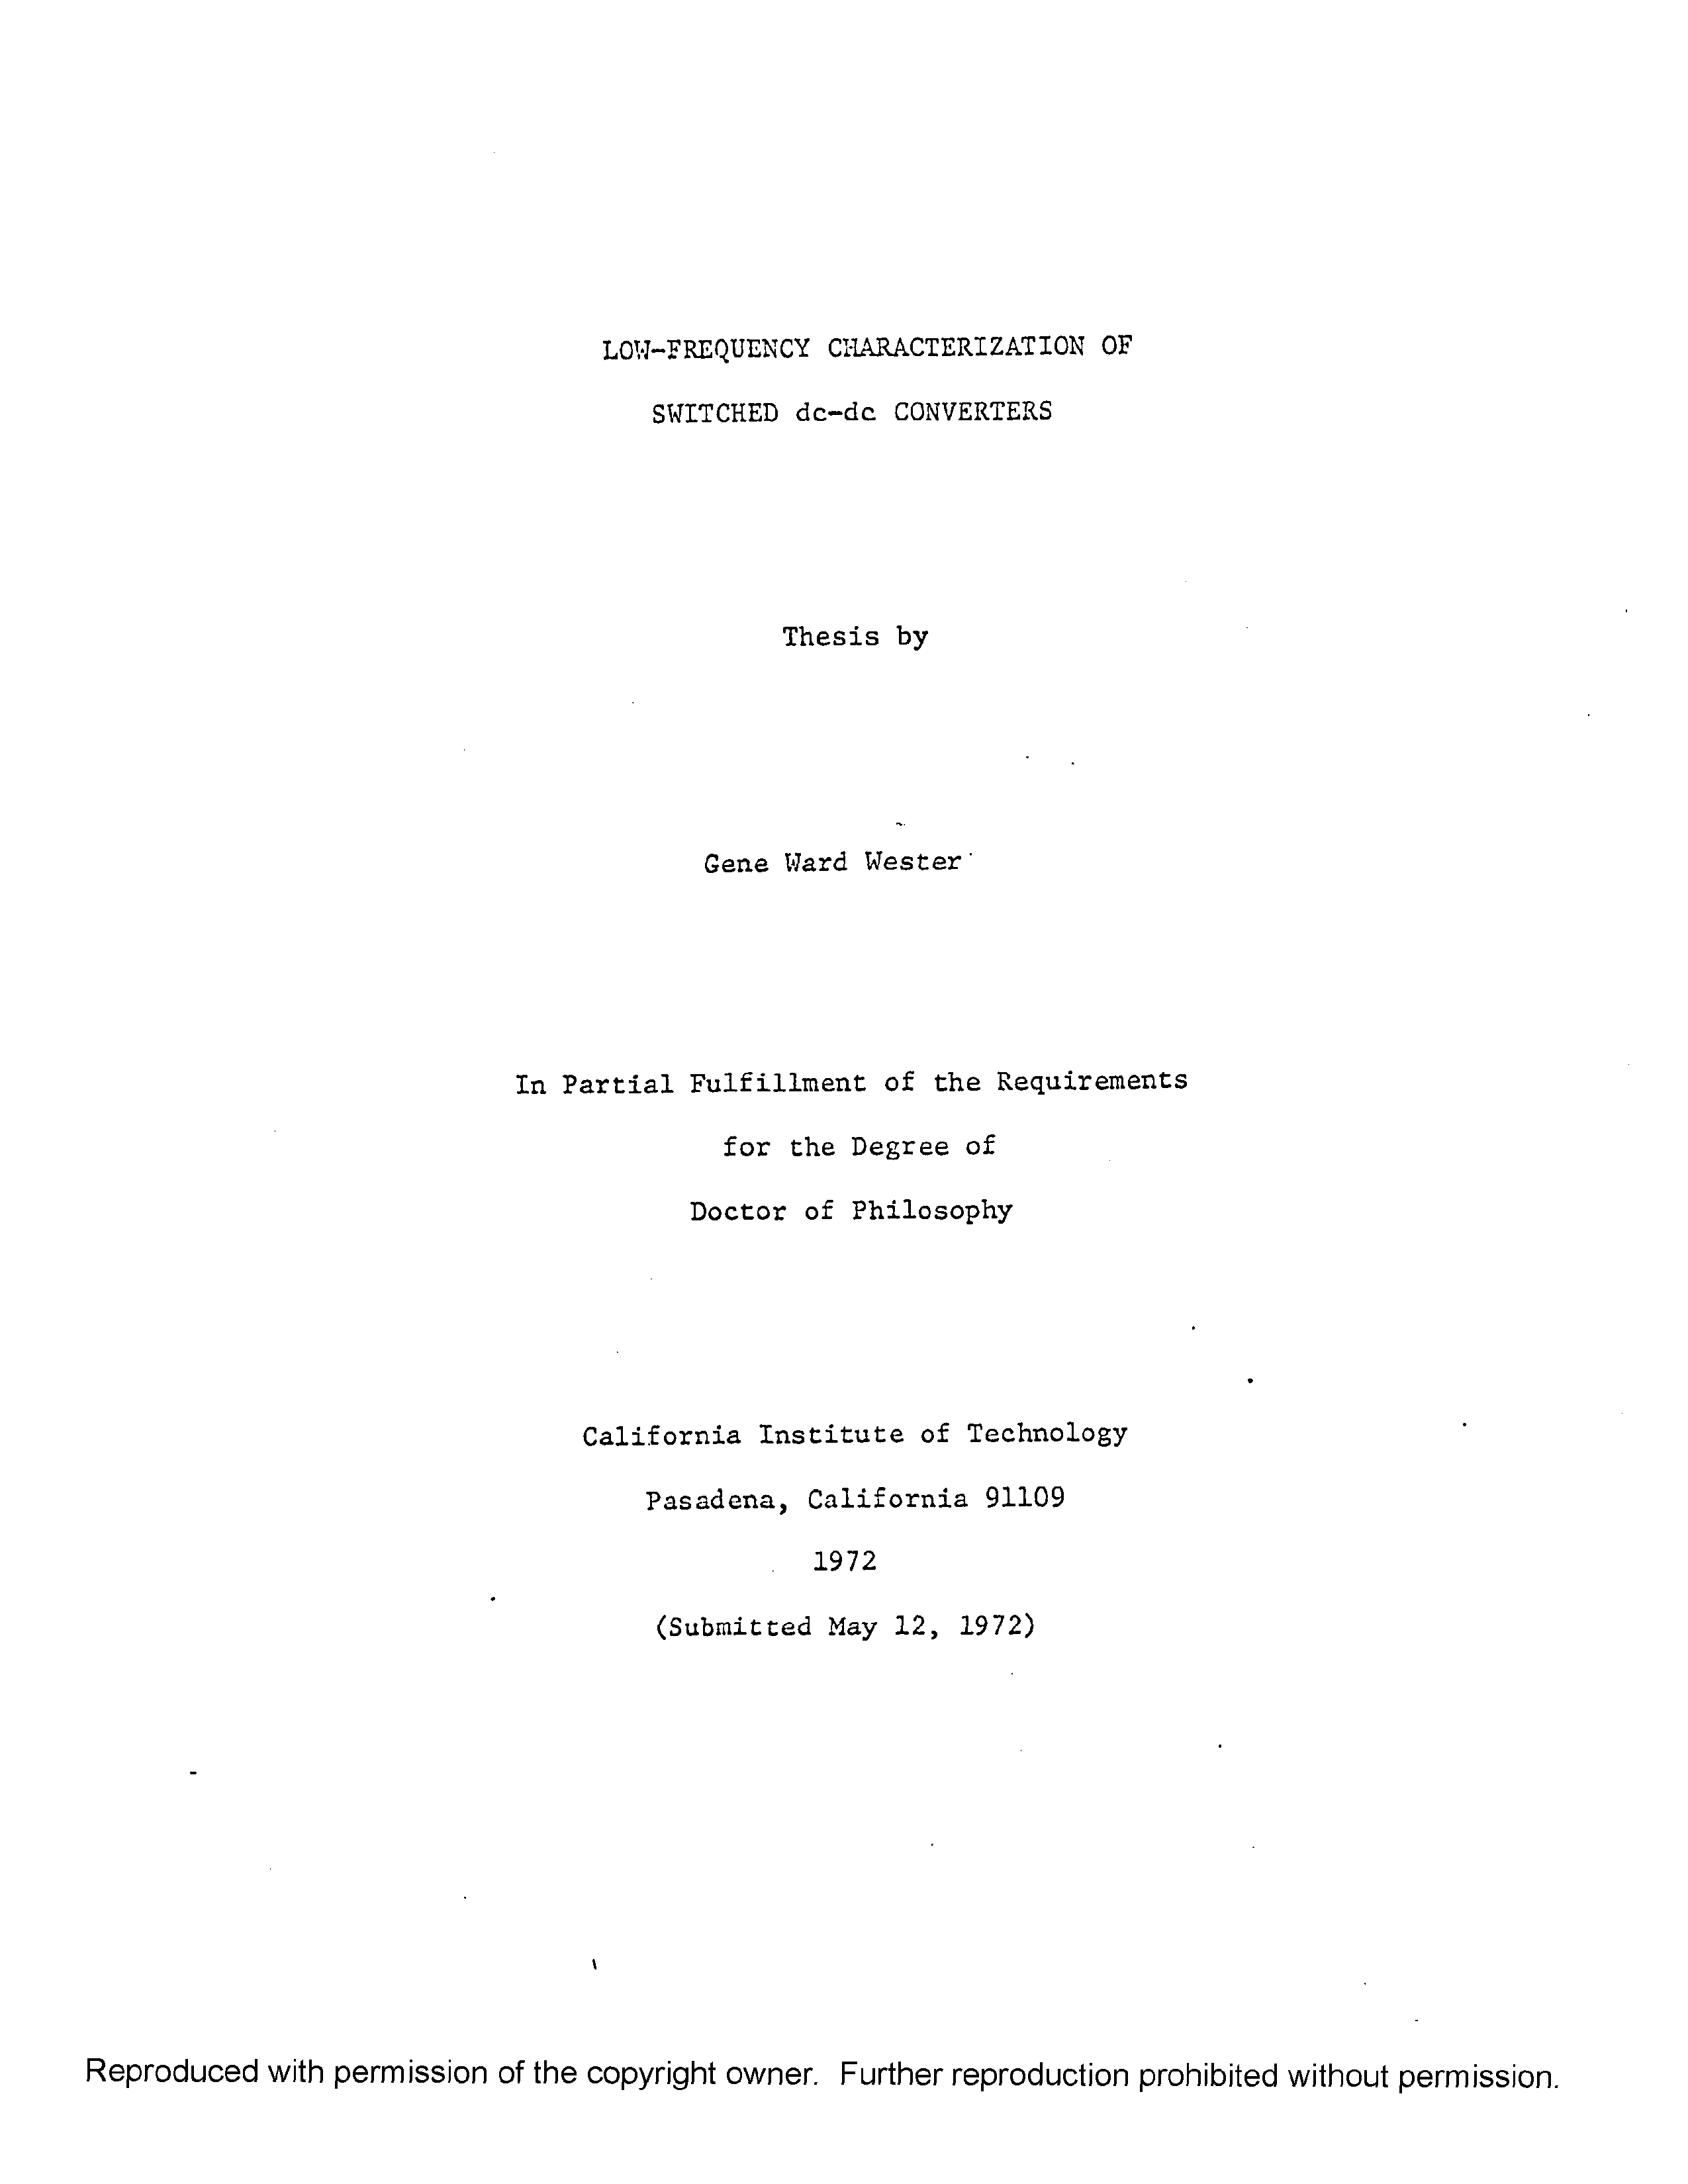 LOW-FREQUENCY CHARACTERIZATION OF
SWITCHED dc-dc CONVERTERS
Thesis by
Gene Ward Wester
In Partial Fulfillment of the Requirements
for the Degree of
Doctor of Philosophy
California Institute of Technology
Pasadena, California 91109
1972
(Submitted May 12, 1972)
Reproduced with permission of the copyright owner. Further reproduction prohibited without permission.